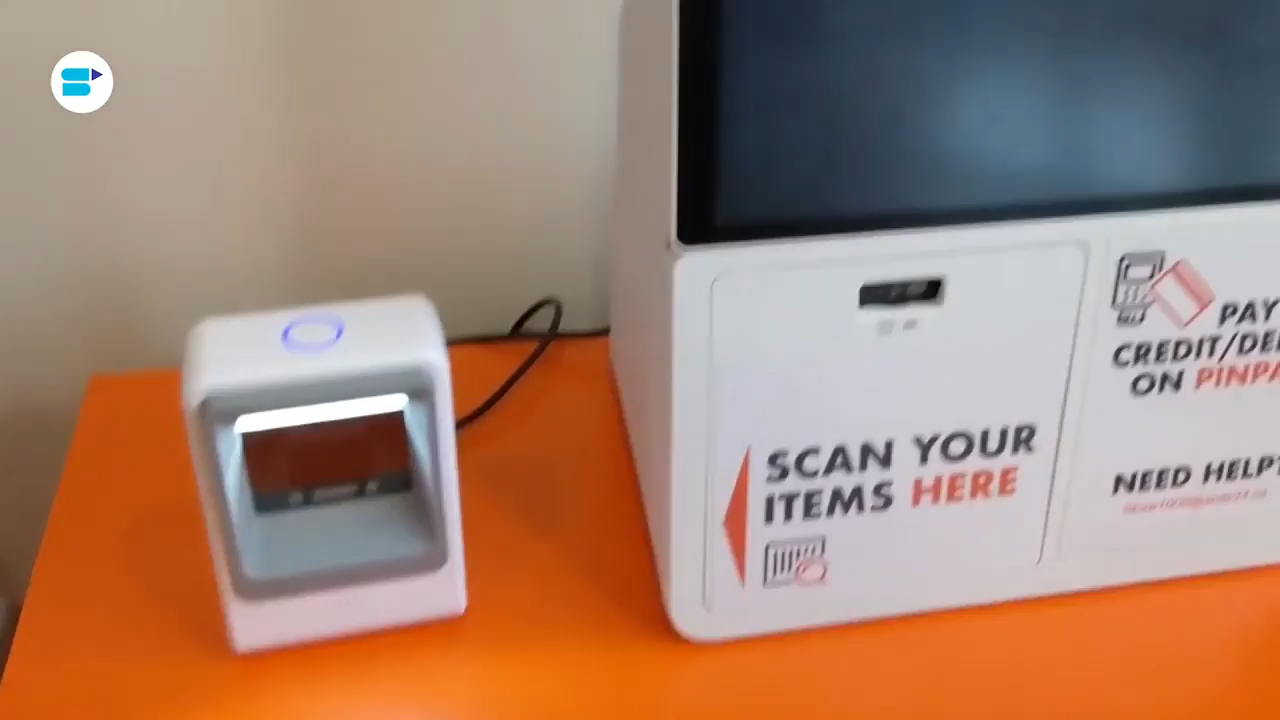 SCAN YOUR
ITEMS HERE
PAY
CREDIT/DE
ON PINPA
NEED HELP?